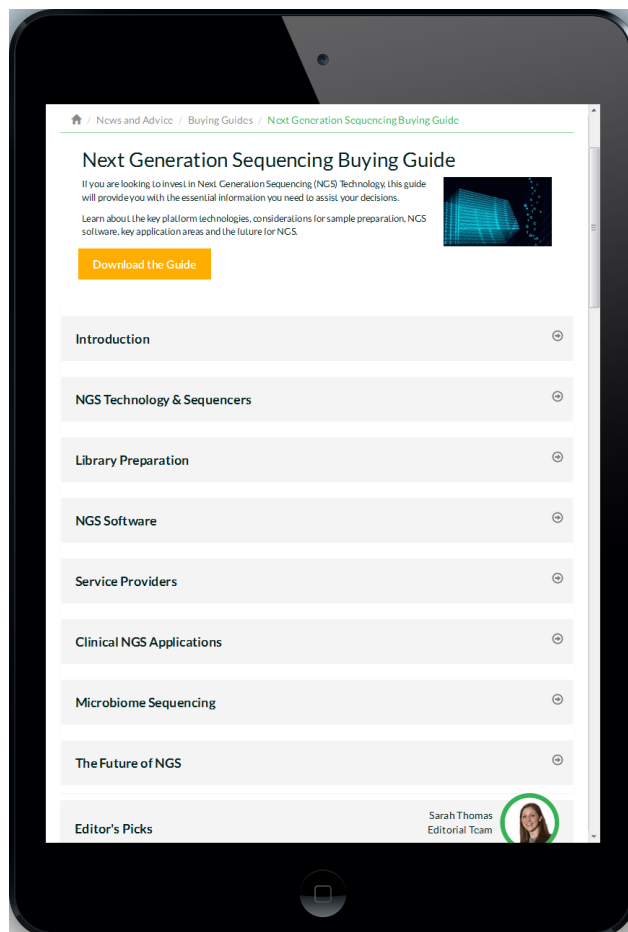 / News and Advice / Buying Guides / Next Generation Sequencing Buying Guide
Next Generation Sequencing Buying Guide
If you are looking to invest in Next Generation Sequencing (NGS) Technology, this guide
will provide you with the essential information you need to assist your decisions.
Learn about the key platform technologies, considerations for sample preparation, NGS
software, key application areas and the future for NGS.
Download the Guide
Introduction
NGS Technology & Sequencers
Library Preparation
NGS Software
Service Providers
Clinical NGS Applications
Microbiome Sequencing
The Future of NGS
Editor's Picks
Sarah Thomas
Editorial Team